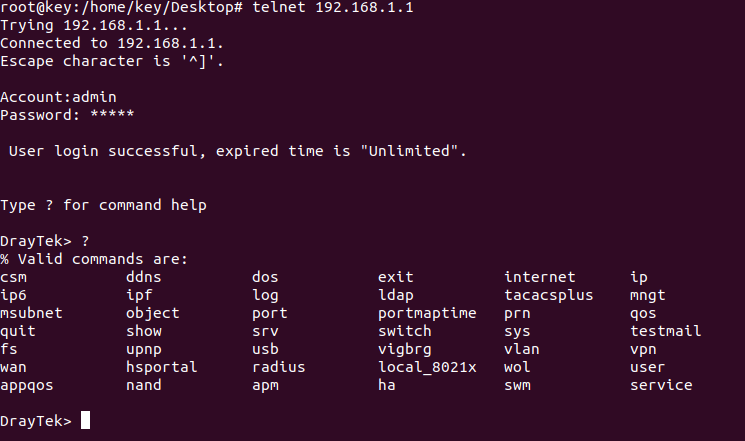 root@key:/home/key/Desktop# telnet 192.168.1.1
Trying 192.168.1.1...
Connected to 192.168.1.1.
Escape character is '^]'.
Account:admin
Password: *****
User login successful, expired time is "Unlimited".
Type ? for command help
DrayTek> ?
% Valid commands are:
csm ddns dos exit internet ip
ip6 ipf log ldap tacacsplus mngt
msubnet object port portmaptime prn qos
quit show srv switch sys testmail
fs upnp usb vigbrg vlan vpn
wan hsportal radius local_8021x wol user
appqos nand apm ha swm service
DrayTek>